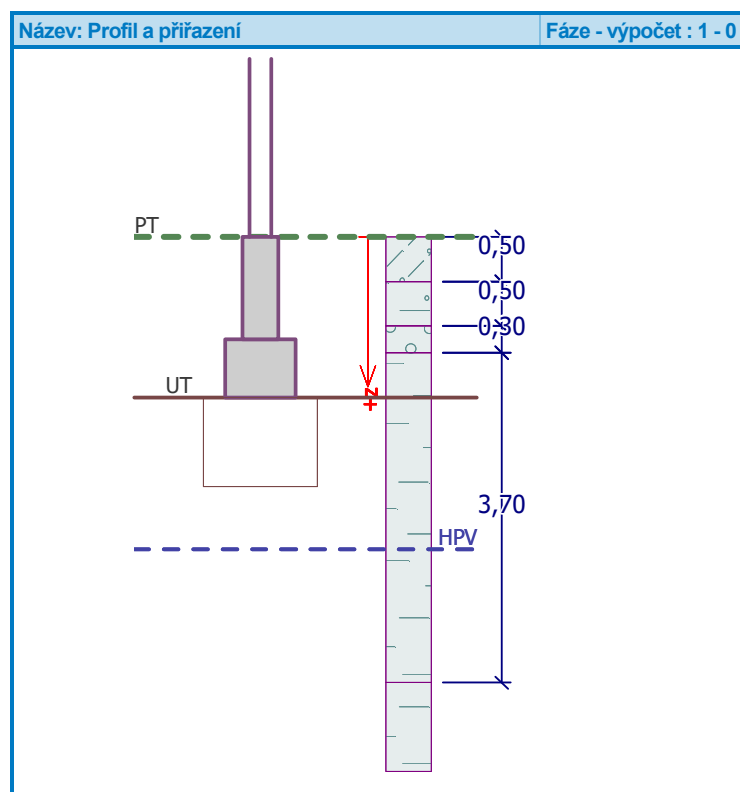 Název: Profil a přiřazení Fáze - výpočet : 1 - 0
PT
0,50
0,50
0,30
UT
+z
3,70
HPV